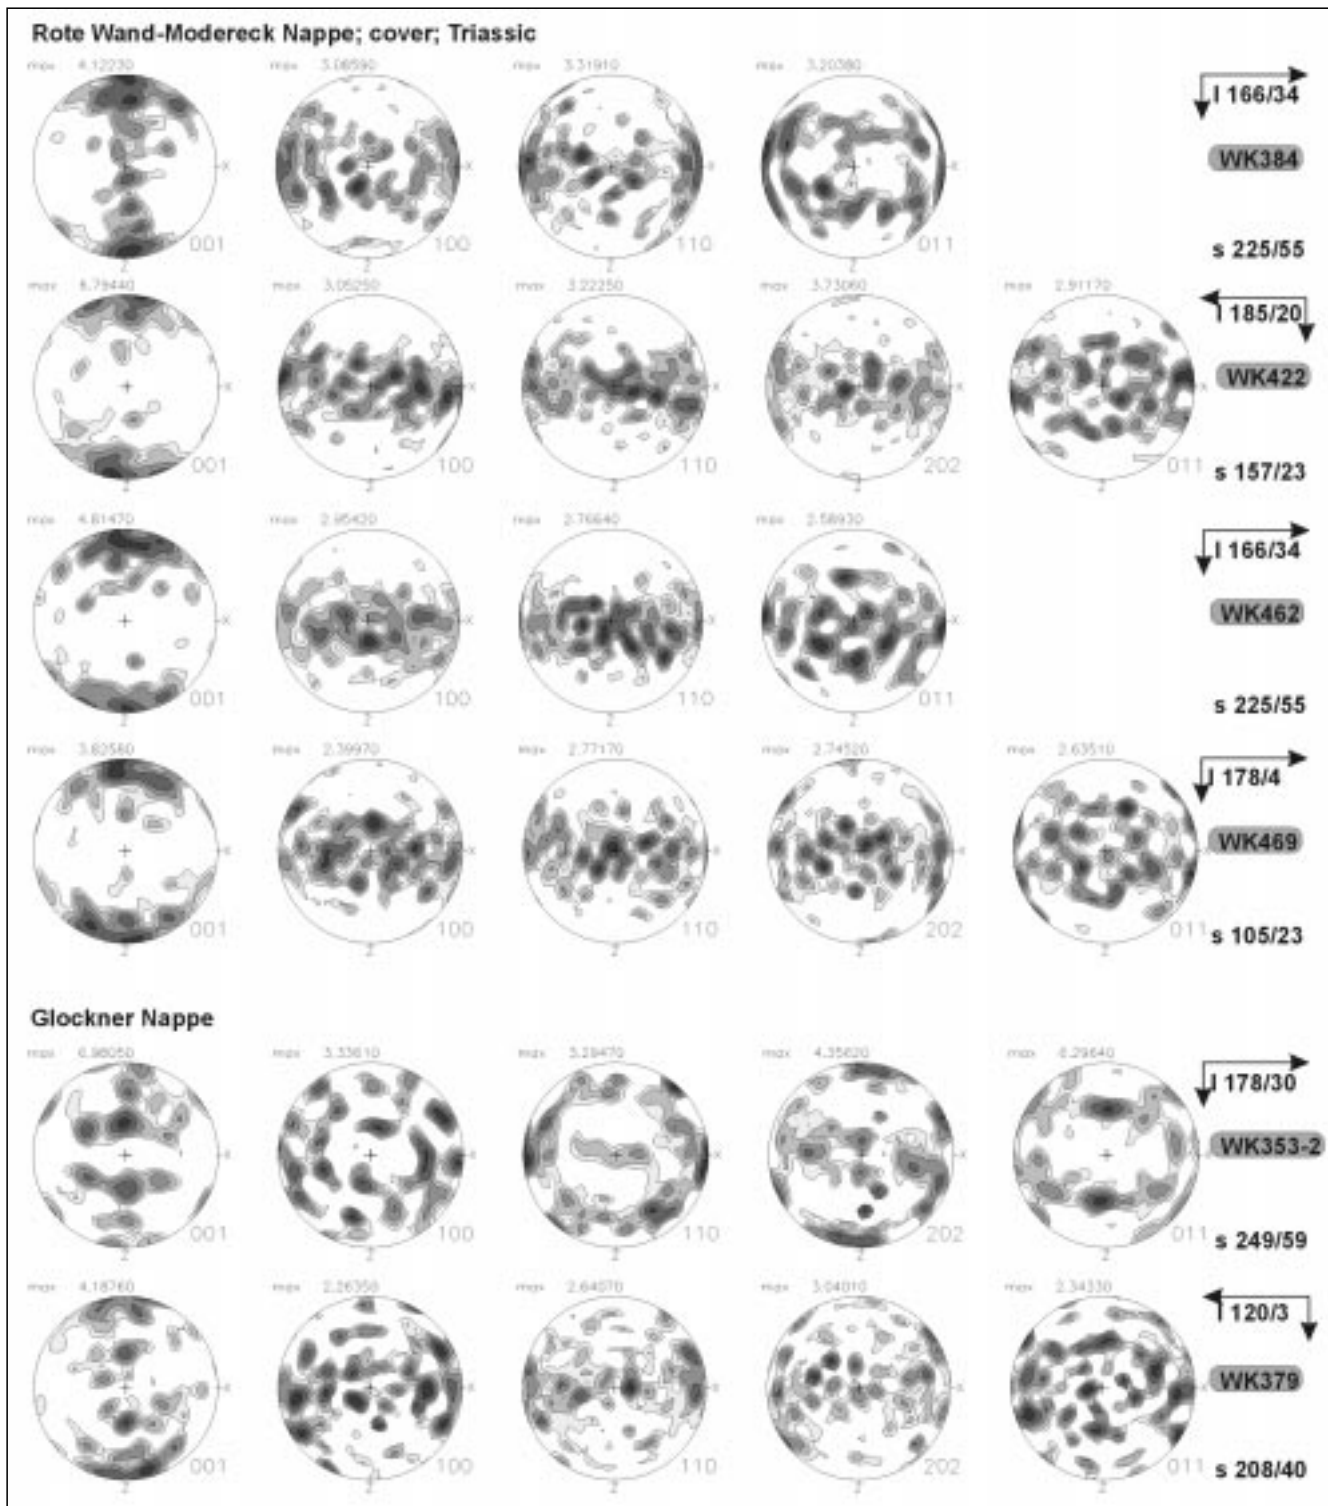 Rote Wand-Modereck Nappe; cover; Triassic
max 4.12230 max 3.08590 max 3.31910 max 3.20380
l 166/34
X X X X
WK384
001 100 110 011
s 225/55
Z Z Z Z
max 3.05250 max 3.22250 max 3.73060 max 2.91170
l 185/20
X X X X X
WK422
001 100 110 202 011
s 157/23
Z Z Z Z Z
max 4.81470 max 2.95420 max 2.76640 max 2.58930
l 166/34
X X X X
WK462
001 100 110 011
s 225/55
Z Z Z Z
max 3.82580 max 2.39970 max 2.77170 max 2.74520 max 2.63510
l 178/4
X X X X X
WK469
001 100 110 202 011
s 105/23
Z Z Z Z Z
Glockner Nappe
max 6.98050 max 3.33610 max 3.29470 max 4.35620 max 6.29640
l 178/30
X X X X X
WK353-2
001 100 110 202 011
s 249/59
Z Z Z Z Z
max 4.18760 max 2.26350 max 2.64070 max 3.04010 max 2.34330
l 120/3
X X X X X
WK379
001 100 110 202 011
s 208/40
Z Z Z Z Z